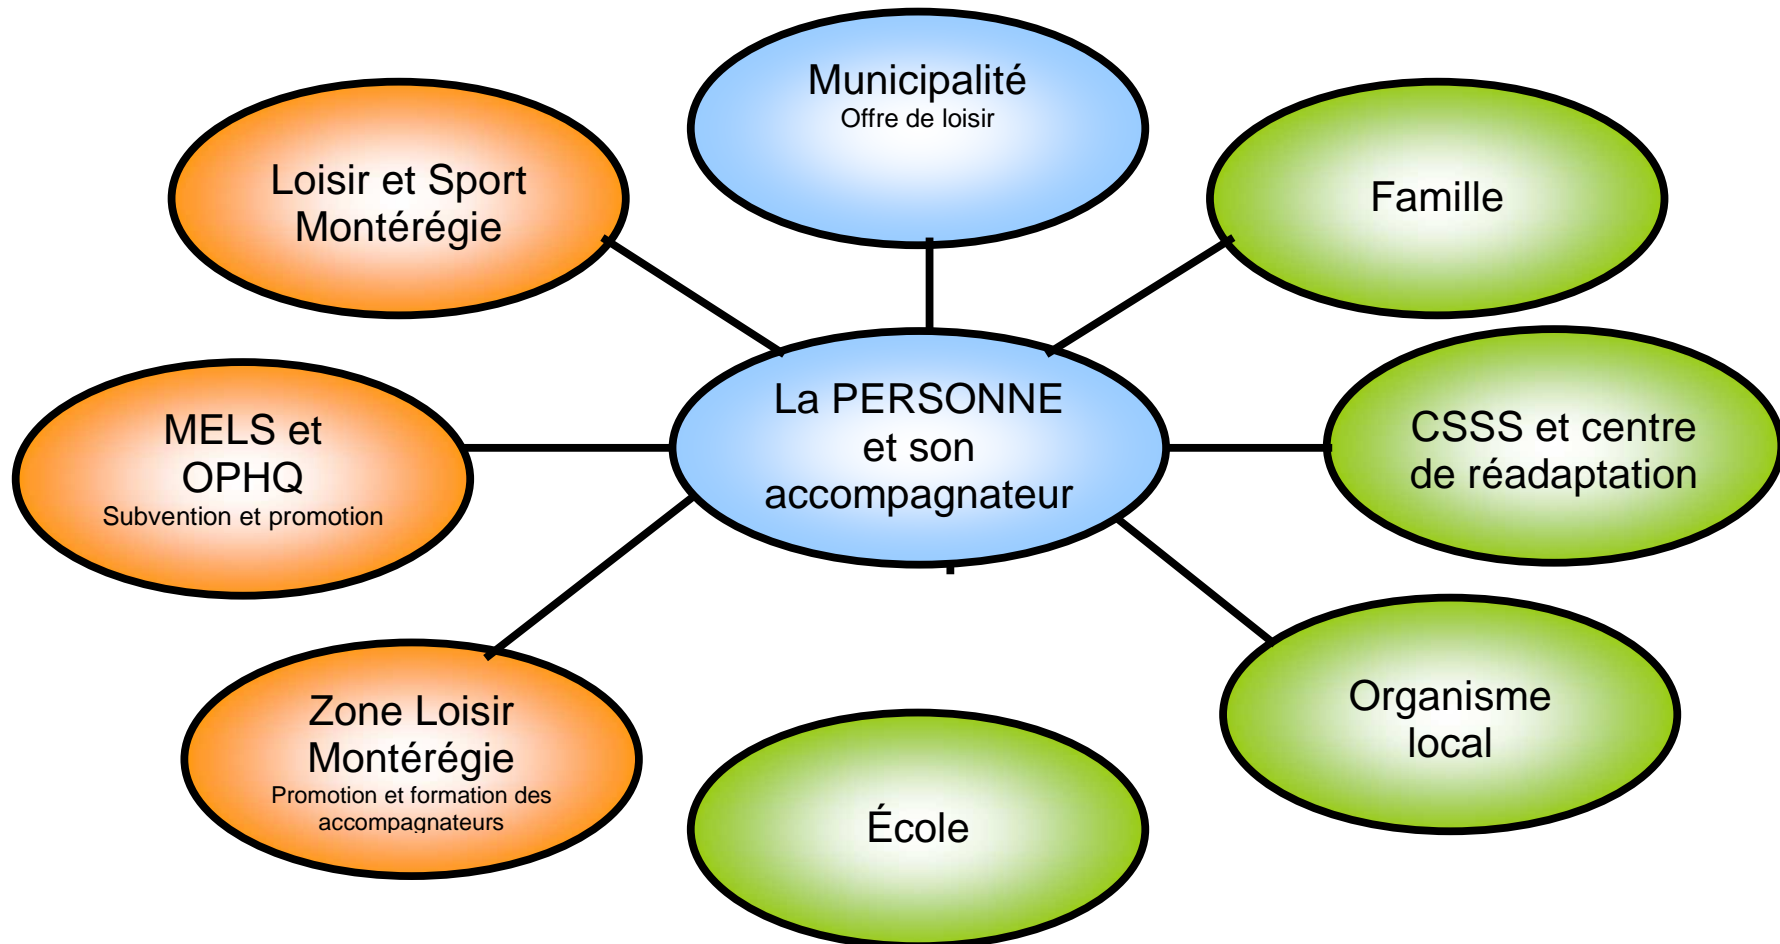 Municipalité
Offre de loisir
Loisir et Sport
Montérégie
Famille
La PERSONNE
et son
accompagnateur
MELS et
OPHQ
Subvention et promotion
CSSS et centre
de réadaptation
Zone Loisir
Montérégie
Promotion et formation des
accompagnateurs
Organisme
local
École